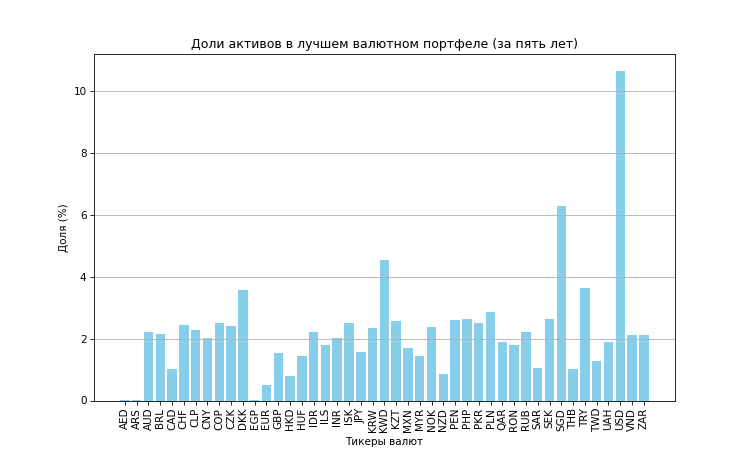 Доли активов в лучшем валютном портфеле (за пять лет)
Доля (%)
10
8
6
4
2
0
AED ARS AUD BRL CAD CHF CLP CNY COP CZK DKK EGP EUR GBP HKD HUF IDR ILS INR ISK JPY KRW KWD KZT MXN MYR NOK NZD PEN PHP PKR PLN QAR RON RUB SAR SEK SGD THB TRY TWD UAH USD VND ZAR
Тикеры валют